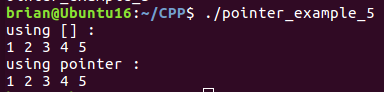 brian@Ubuntu16:~/CPP$ ./pointer_example_5
using [] :
1 2 3 4 5
using pointer :
1 2 3 4 5